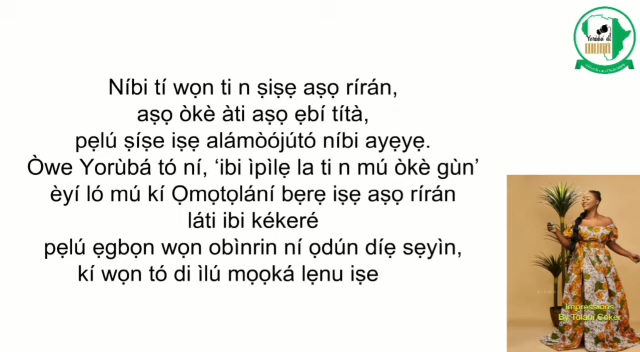 Níbi tí wọn ti n ṣiṣẹ aṣọ rírán,
aṣọ òkè àti aṣọ ẹbí títà,
pẹlú ṣíṣe iṣẹ alámòójútó níbi ayẹyẹ.
Òwe Yorùbá tó ní, ‘ibi ìpìlẹ la ti n mú òkè gùn’
èyí ló mú kí Ọmọtọlání bẹrẹ iṣẹ aṣọ rírán
láti ibi kékeré
pẹlú ẹgbọn wọn obìnrin ní ọdún díẹ sẹyìn,
kí wọn tó di ìlú mọọká lẹnu iṣe
Impressions
By Tolani Coker